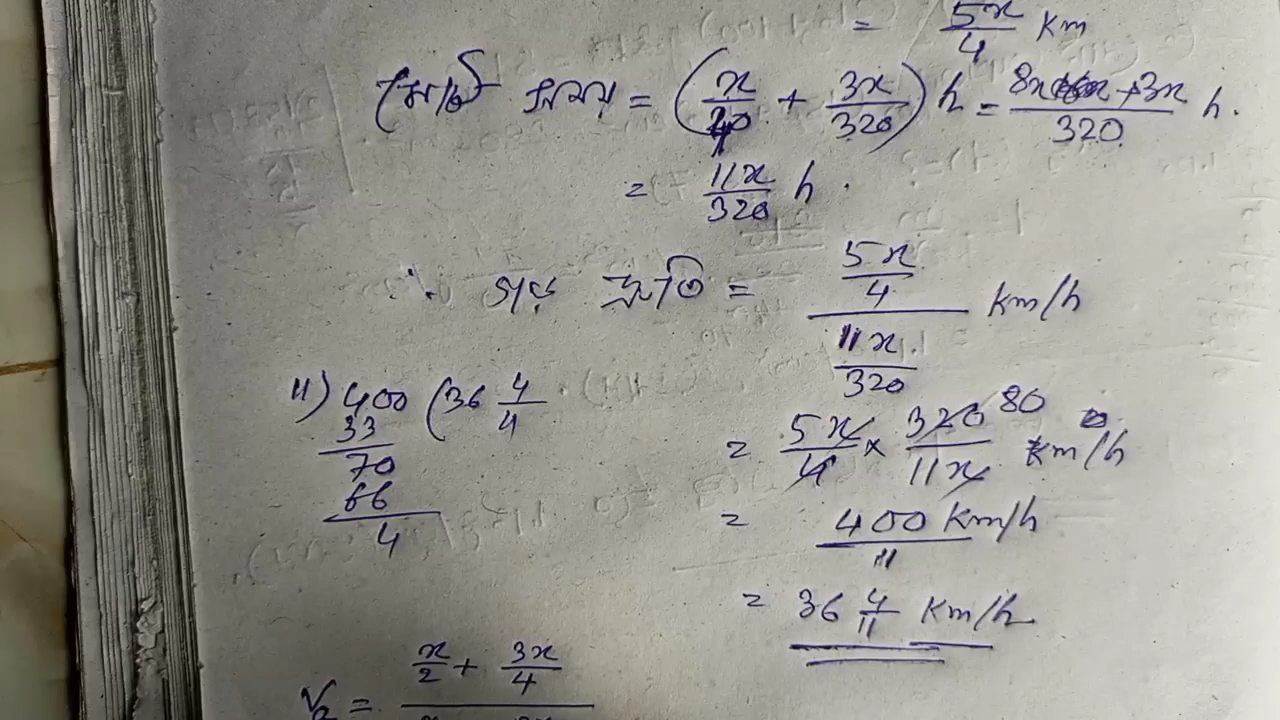 = 5x/4 km
মোট সময় = (x/40 + 3x/320) h = 8x + 3x/320 h.
= 11x/320 h.
∴ গড় দ্রুতি = 5x/4 / 11x/320 km/h
= 5x/4 × 320/11x 80 km/h
= 400/11 km/h
= 36 4/11 km/h
11) 400 (36 4/4
33
70
66
4
V₂ = x/2 + 3x/4